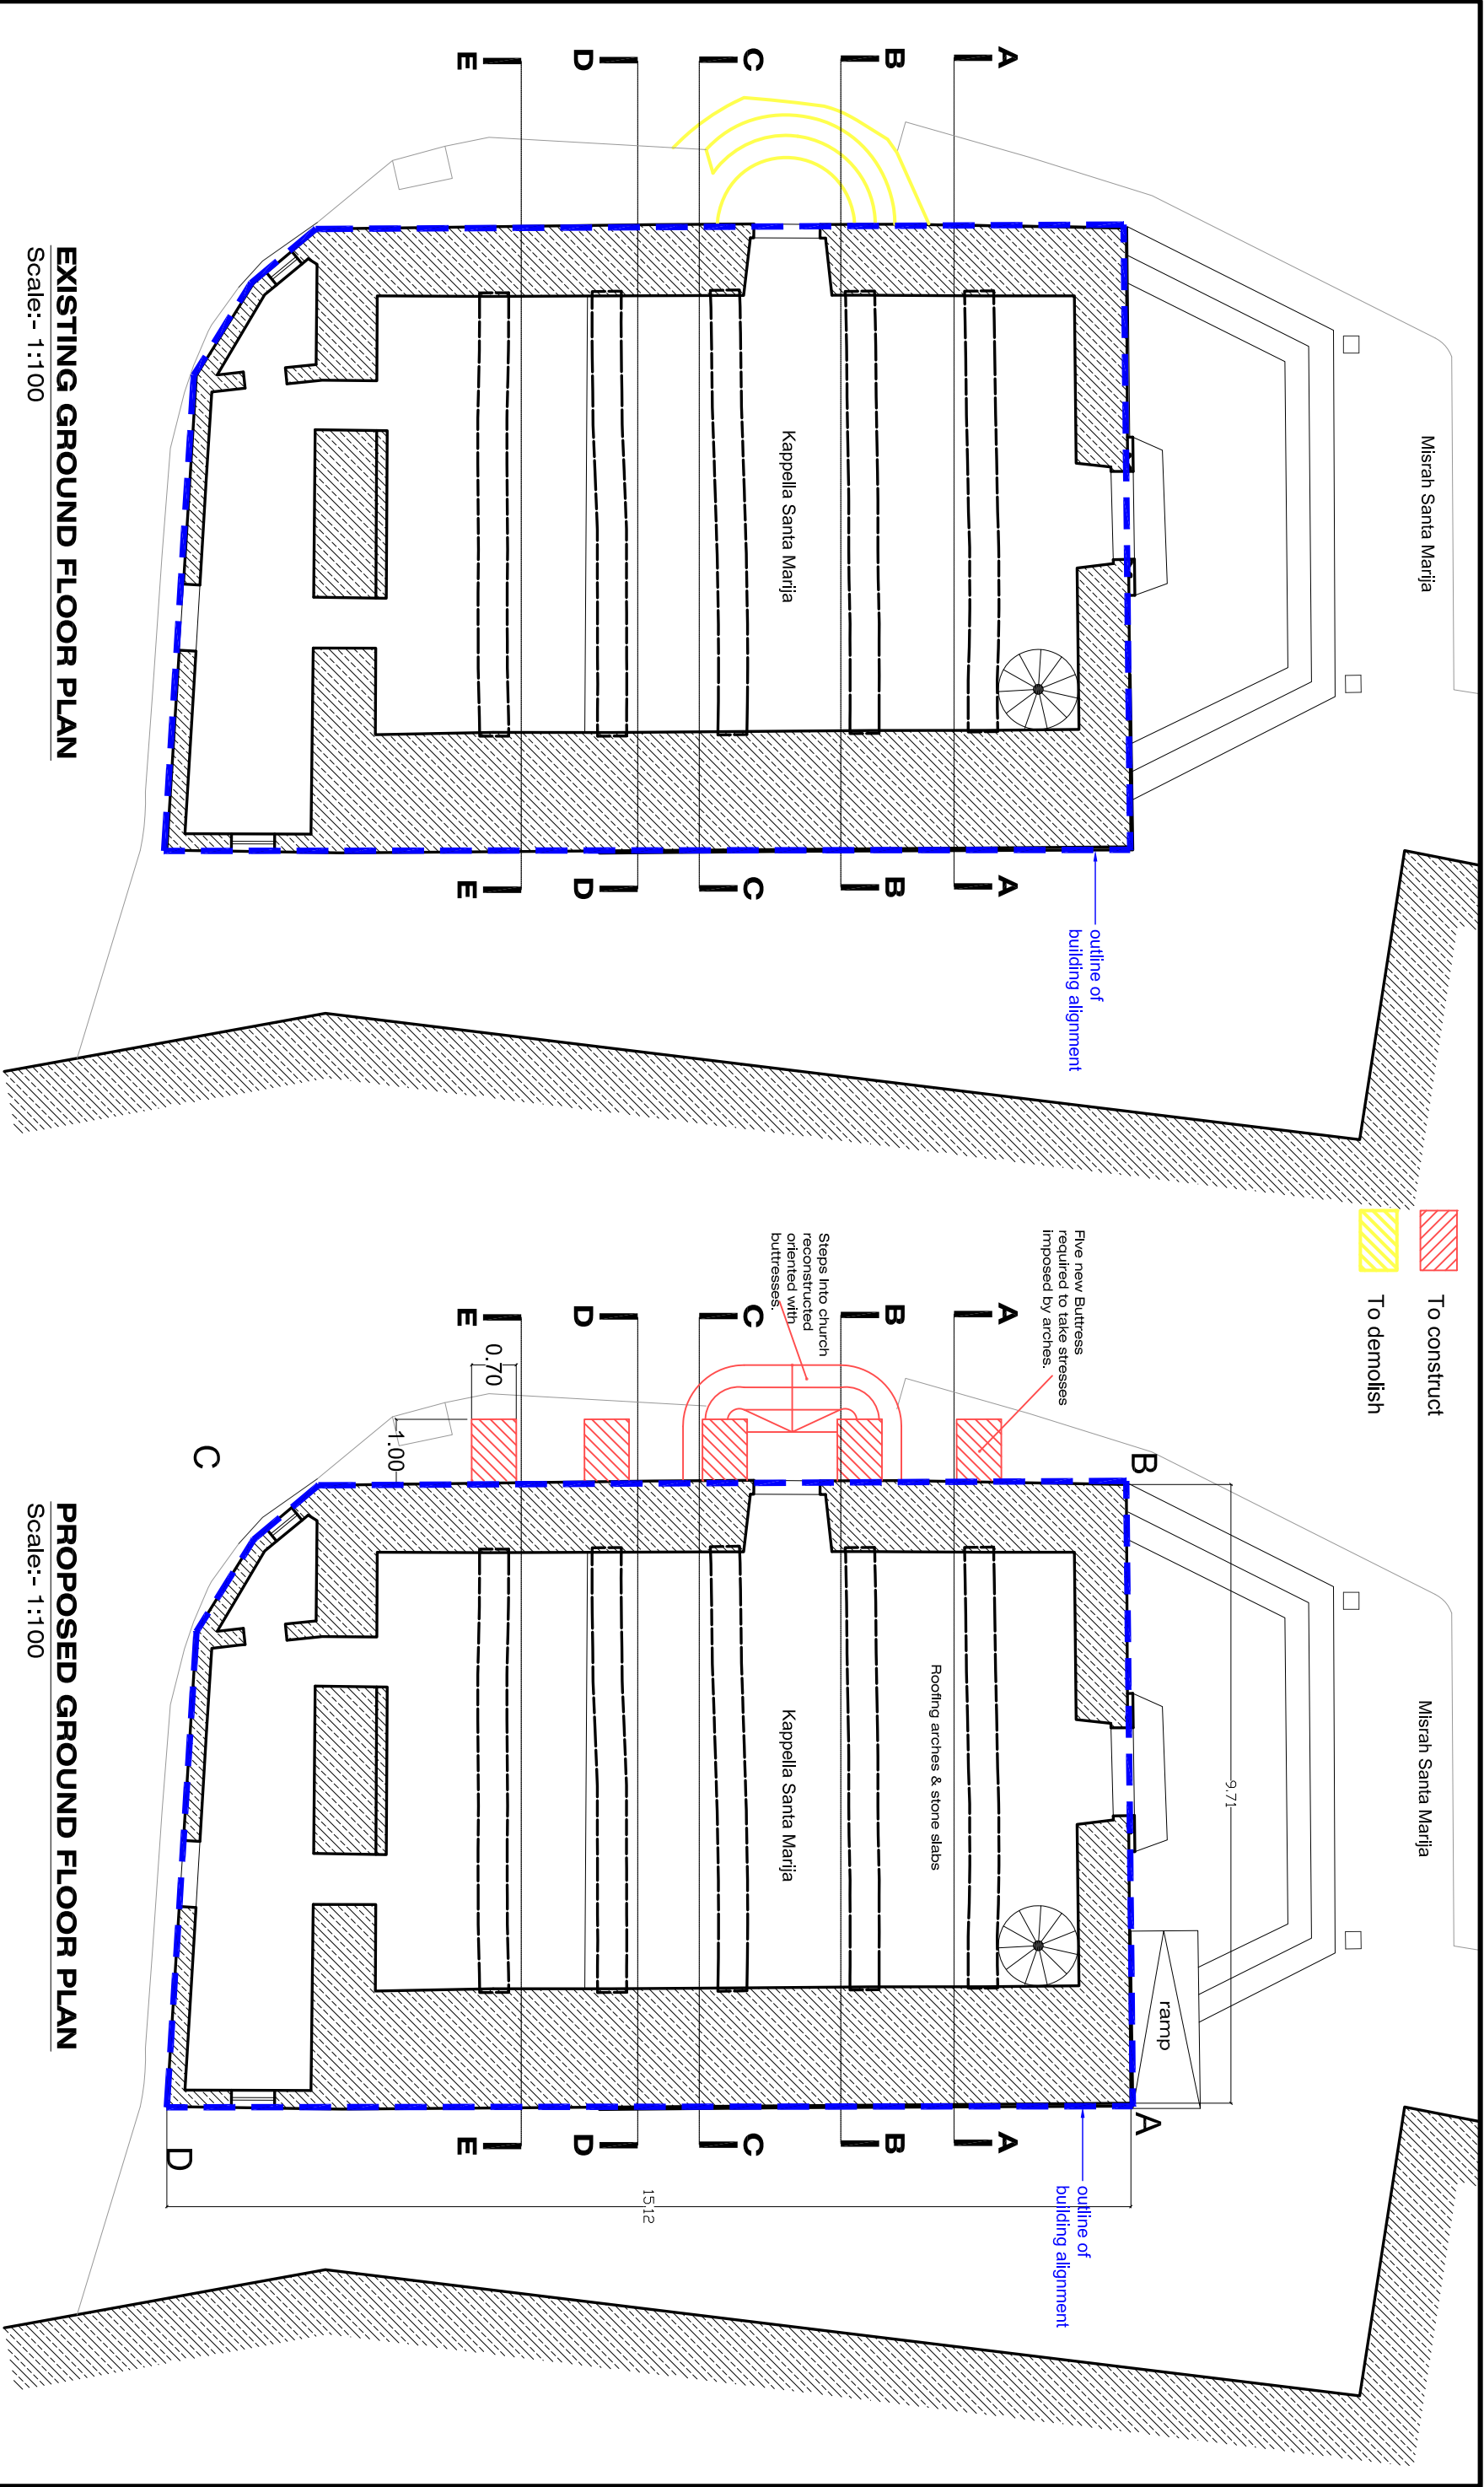 Misrah Santa Marija
Kappella Santa Marija
A
B
C
D
E
A
B
C
D
E
outline of
building alignment
EXISTING GROUND FLOOR PLAN
Scale:- 1:100
To construct
To demolish
Misrah Santa Marija
9.71
ramp
B
A
Five new Buttress
required to take stresses
imposed by arches.
Steps Into church
reconstructed
oriented with
buttresses.
Roofing arches & stone slabs
Kappella Santa Marija
A
B
C
D
E
A
B
C
D
E
0.70
1.00
15.12
outline of
building alignment
C
D
PROPOSED GROUND FLOOR PLAN
Scale:- 1:100